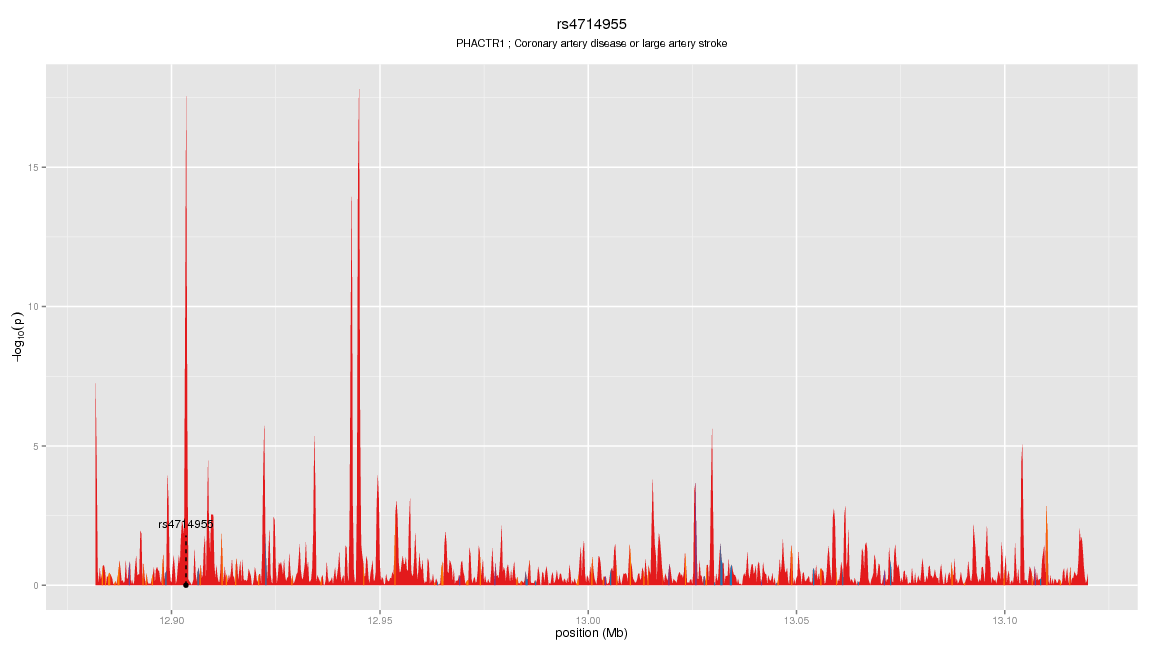 rs4714955
PHACTR1 ; Coronary artery disease or large artery stroke
−log10(p)
15
10
5
0
rs4714955
12.90
12.95
13.00
13.05
13.10
position (Mb)